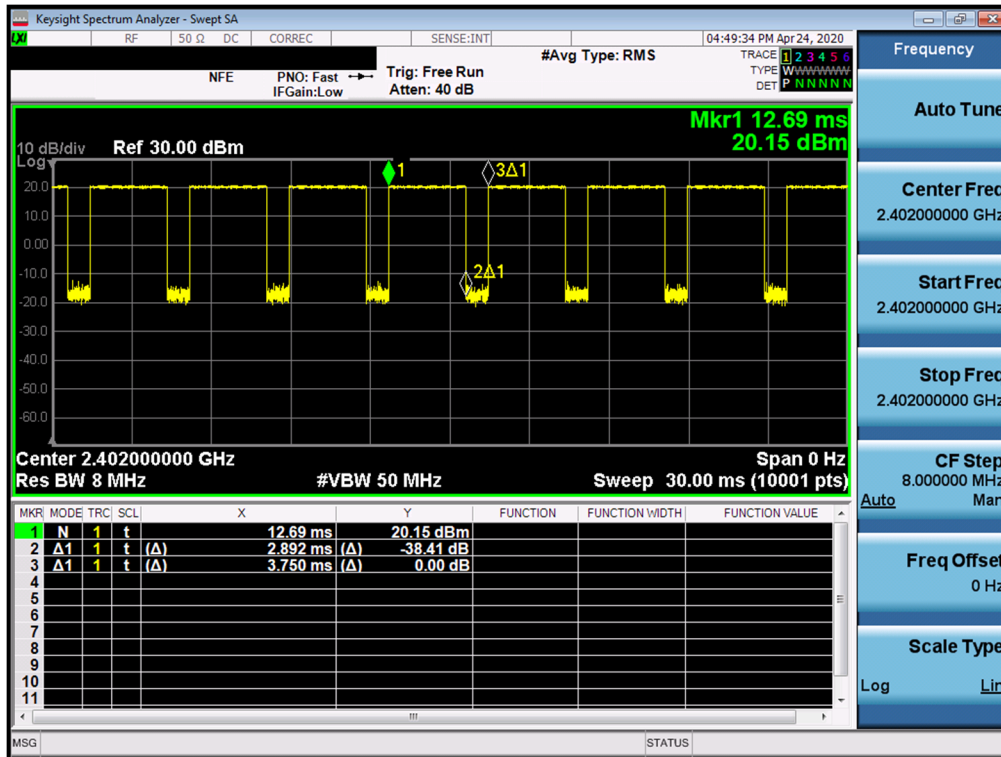 Keysight Spectrum Analyzer - Swept SA
LXI RF 50 Ω DC CORREC SENSE:INT 04:49:34 PM Apr 24, 2020
#Avg Type: RMS
NFE PNO: Fast Trig: Free Run
IFGain:Low Atten: 40 dB
TRACE 1 2 3 4 5 6
TYPE WWWWWW
DET P N N N N N
Mkr1 12.69 ms
20.15 dBm
10 dB/div Ref 30.00 dBm
Log
1 3Δ1
20.0
10.0
0.00
2Δ1
-10.0
-20.0
-30.0
-40.0
-50.0
-60.0
Center 2.402000000 GHz Span 0 Hz
Res BW 8 MHz #VBW 50 MHz Sweep 30.00 ms (10001 pts)
MKR MODE TRC SCL X Y FUNCTION FUNCTION WIDTH FUNCTION VALUE
1 N 1 t 12.69 ms 20.15 dBm
2 Δ1 1 t (Δ) 2.892 ms (Δ) -38.41 dB
3 Δ1 1 t (Δ) 3.750 ms (Δ) 0.00 dB
4
5
6
7
8
9
10
11
MSG STATUS
Frequency
Auto Tune
Center Freq
2.402000000 GHz
Start Freq
2.402000000 GHz
Stop Freq
2.402000000 GHz
CF Step
8.000000 MHz
Auto Man
Freq Offset
0 Hz
Scale Type
Log Lin